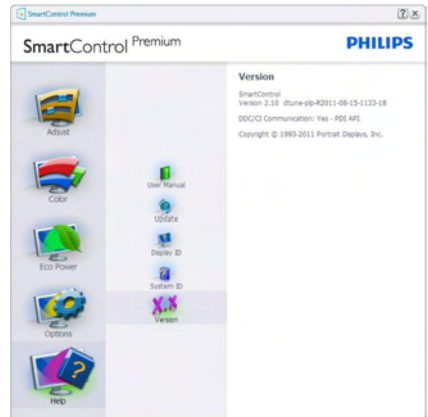 SmartControl Premium
SmartControl Premium
PHILIPS
Adjust
Color
Eco Power
Options
Help
User Manual
Update
Display ID
System ID
Version
Version
SmartControl
Version 2.10 dtune-plp-R2011-08-15-1133-18
DDC/CI Communication: Yes - PDI API
Copyright © 1993-2011 Portrait Displays, Inc.